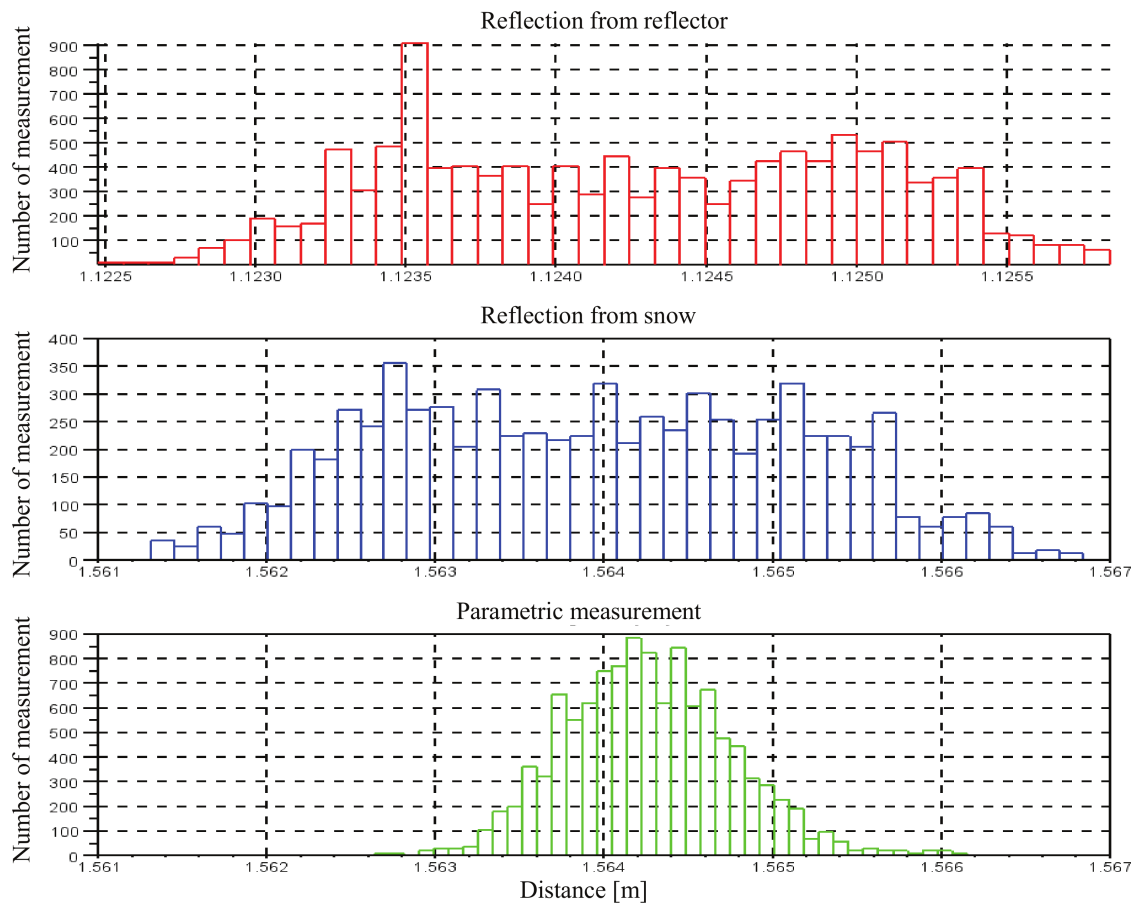 Reflection from reflector
Number of measurement
900
800
700
600
500
400
300
200
100
1.1225 1.1230 1.1235 1.1240 1.1245 1.1250 1.1255
Reflection from snow
Number of measurement
400
350
300
250
200
150
100
50
0
1.561 1.562 1.563 1.564 1.565 1.566 1.567
Parametric measurement
Number of measurement
900
800
700
600
500
400
300
200
100
0
1.561 1.562 1.563 1.564 1.565 1.566 1.567
Distance [m]